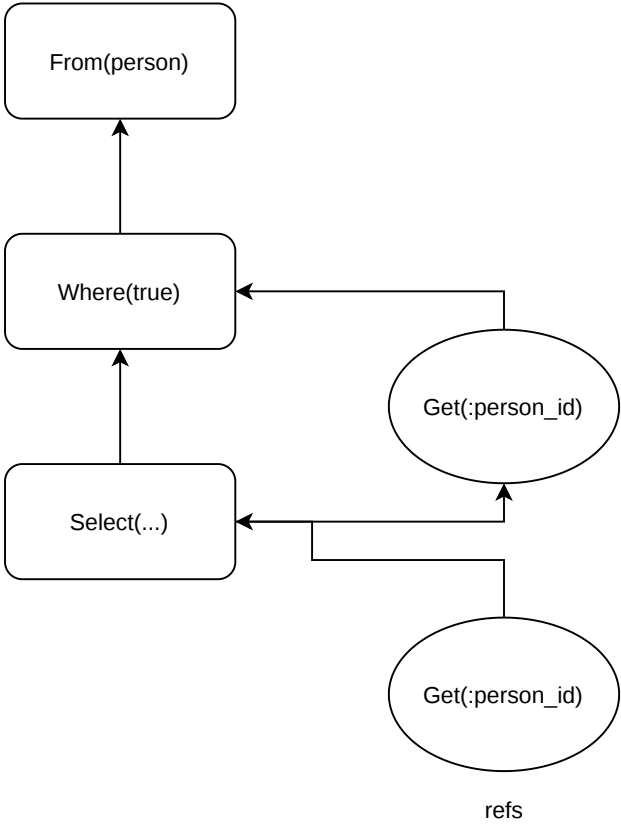 From(person)
Where(true)
Get(:person_id)
Select(...)
Get(:person_id)
refs